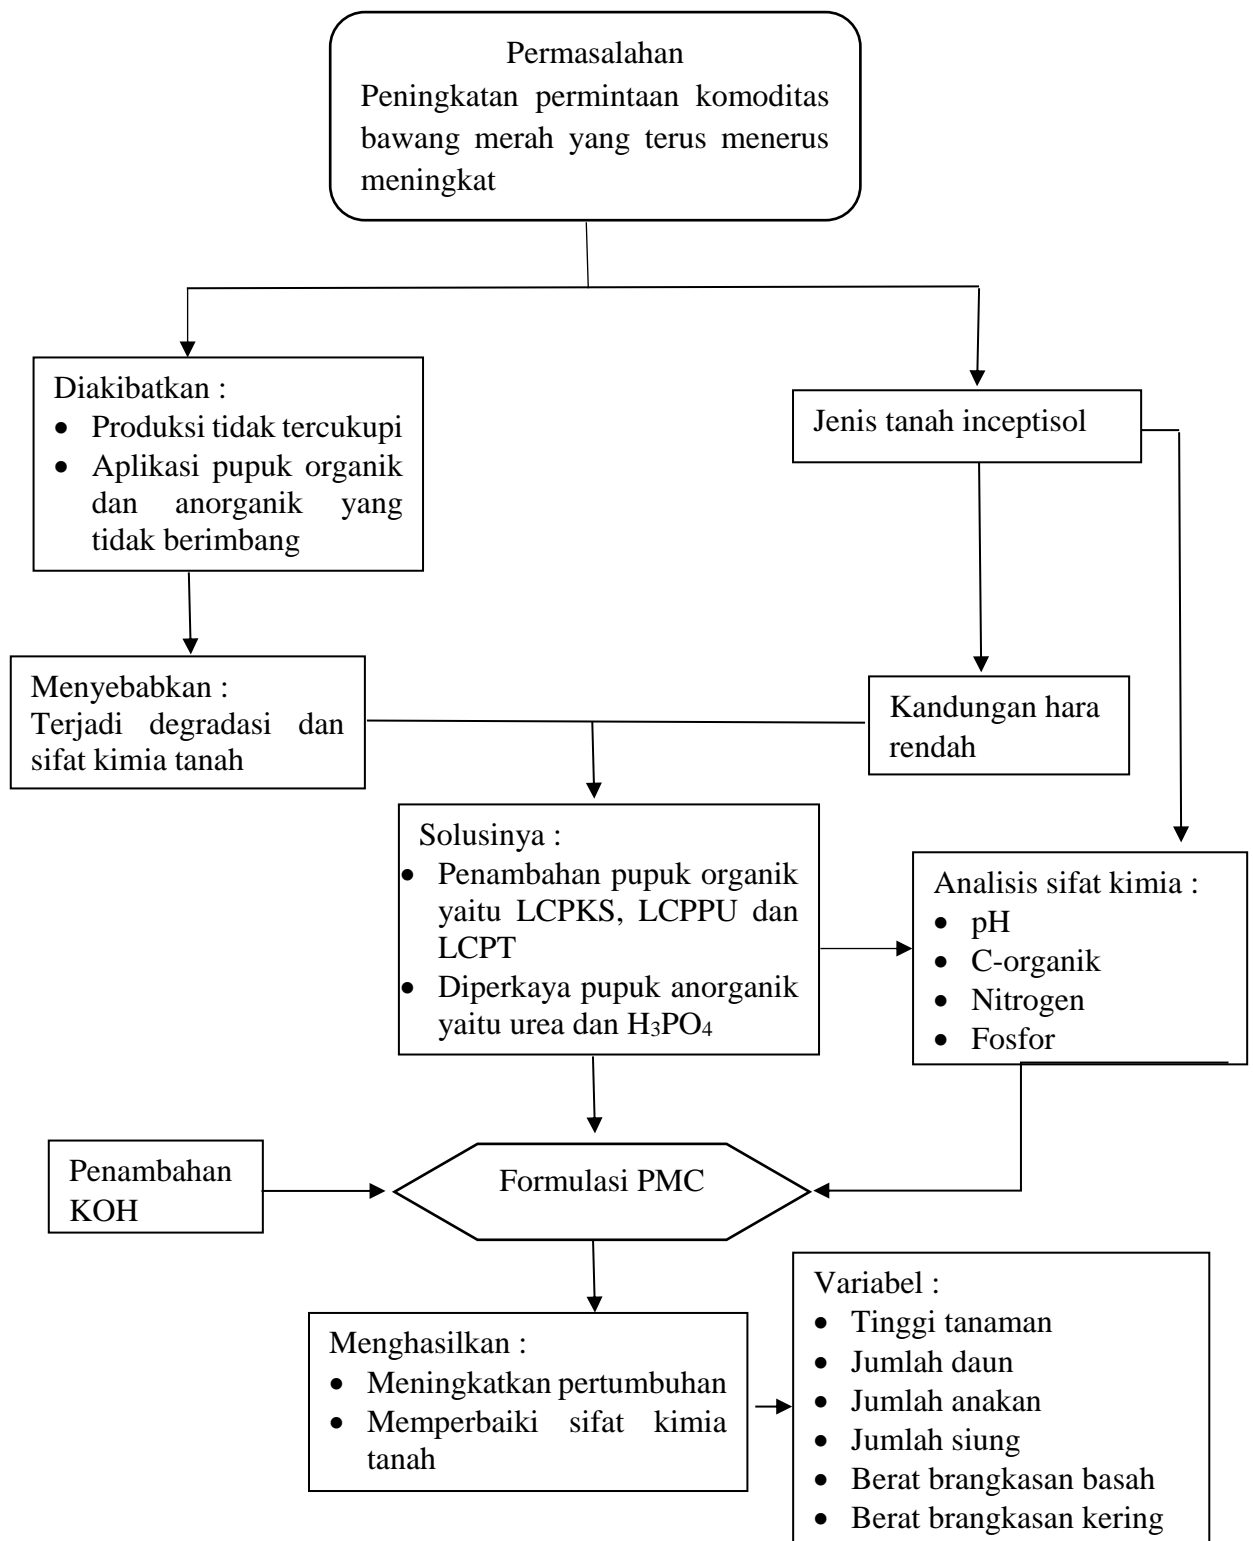 Permasalahan
Peningkatan permintaan komoditas
bawang merah yang terus menerus
meningkat
Diakibatkan :
• Produksi tidak tercukupi
• Aplikasi pupuk organik
dan anorganik yang
tidak berimbang
Jenis tanah inceptisol
Menyebabkan :
Terjadi degradasi dan
sifat kimia tanah
Kandungan hara
rendah
Solusinya :
• Penambahan pupuk organik
yaitu LCPKS, LCPPU dan
LCPT
• Diperkaya pupuk anorganik
yaitu urea dan H₃PO₄
Analisis sifat kimia :
• pH
• C-organik
• Nitrogen
• Fosfor
Penambahan
KOH
Formulasi PMC
Menghasilkan :
• Meningkatkan pertumbuhan
• Memperbaiki sifat kimia
tanah
Variabel :
• Tinggi tanaman
• Jumlah daun
• Jumlah anakan
• Jumlah siung
• Berat brangkasan basah
• Berat brangkasan kering